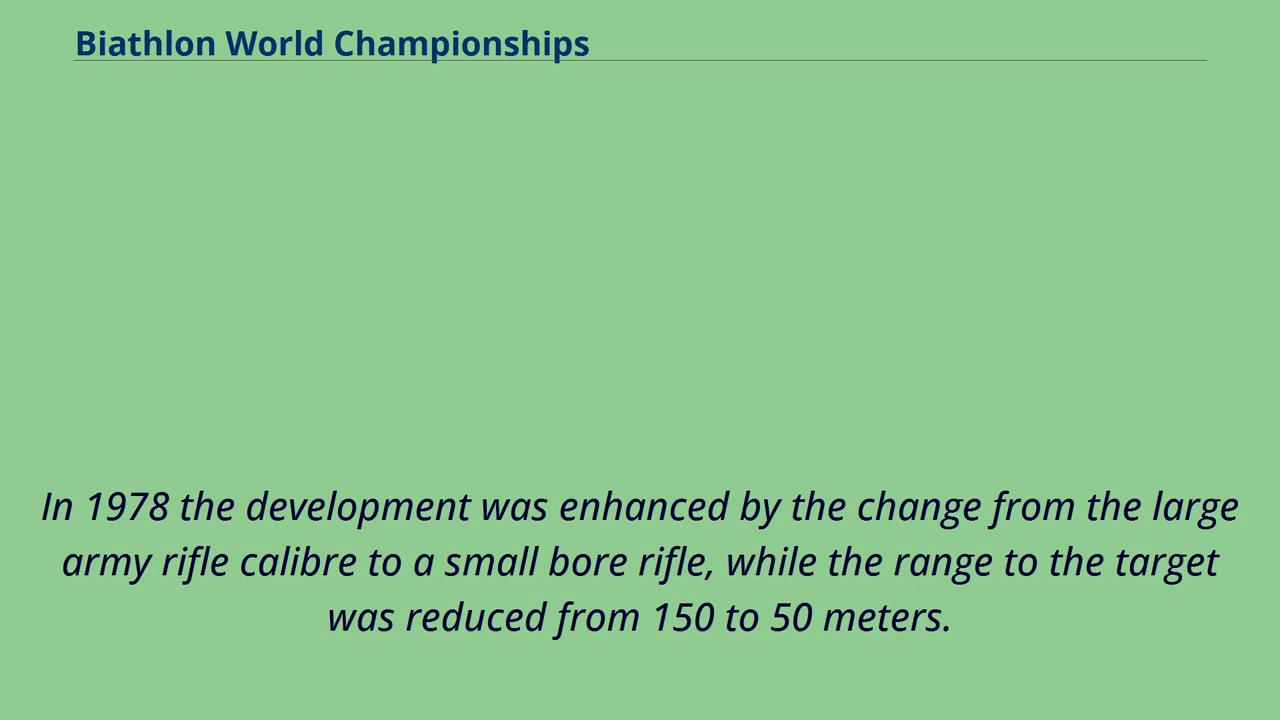 Biathlon World Championships
In 1978 the development was enhanced by the change from the large
army rifle calibre to a small bore rifle, while the range to the target
was reduced from 150 to 50 meters.